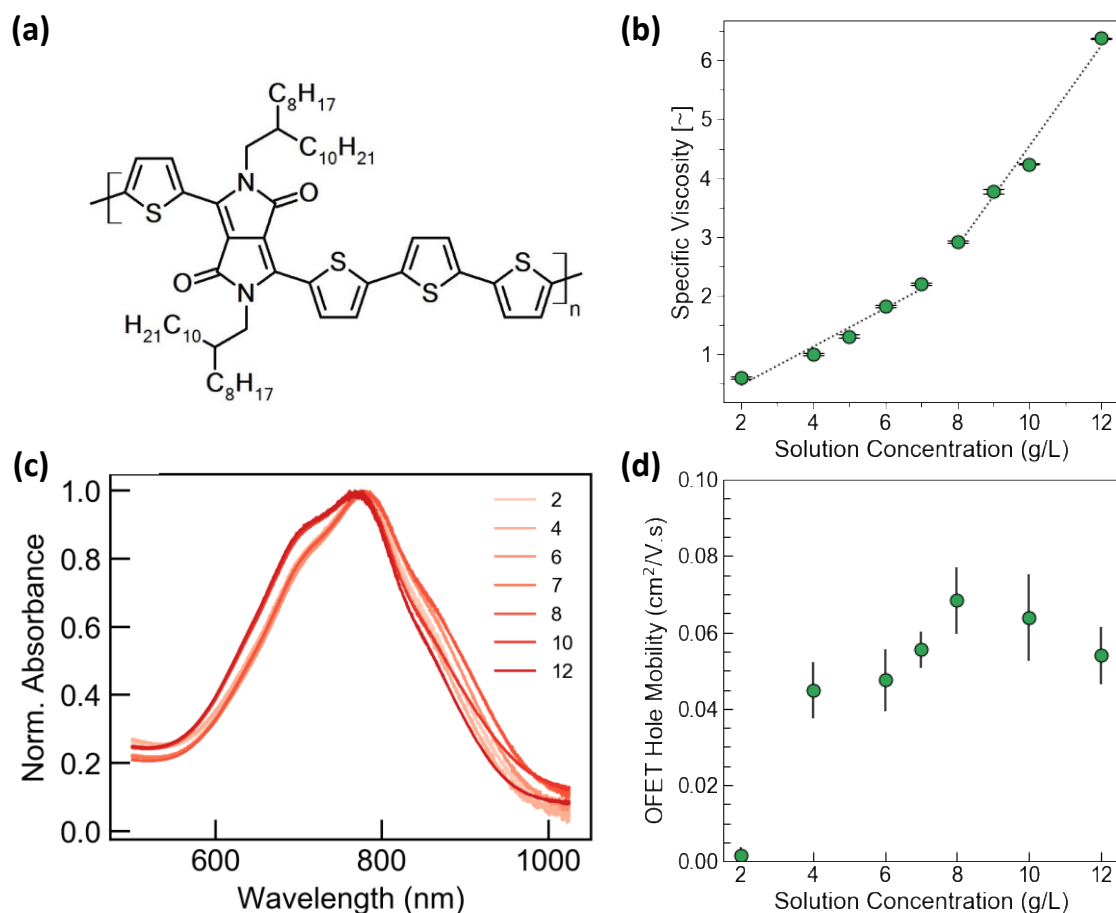 (a)
C8H17
C10H21
N
O
S
S
S
O
N
S
n
H21C10
C8H17
(b)
Specific Viscosity [~]
6
5
4
3
2
1
2 4 6 8 10 12
Solution Concentration (g/L)
(c)
Norm. Absorbance
1.0
0.8
0.6
0.4
0.2
0.0
2
4
6
7
8
10
12
600 800 1000
Wavelength (nm)
(d)
OFET Hole Mobility (cm²/V.s)
0.10
0.08
0.06
0.04
0.02
0.00
2 4 6 8 10 12
Solution Concentration (g/L)